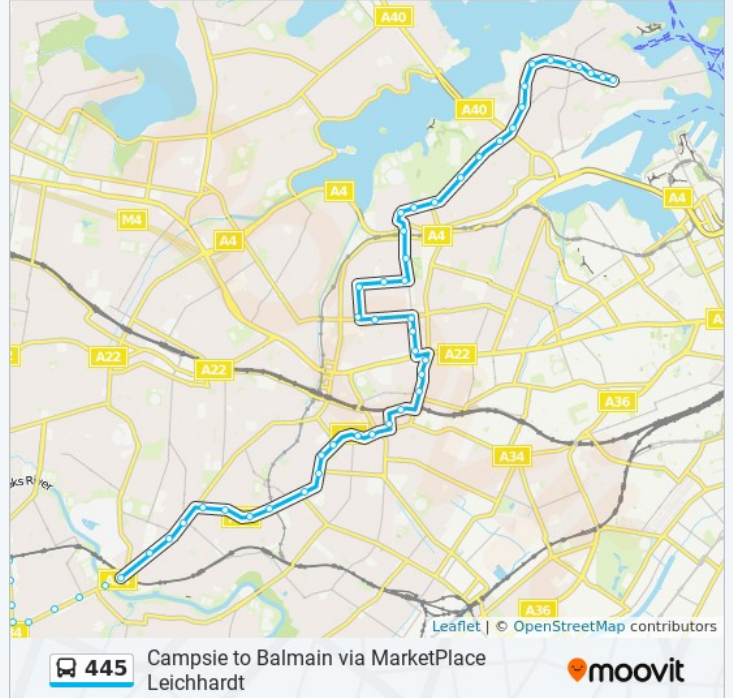 A40
A40
A4
A4
M4
A4
A4
A22
A22
A22
A36
A34
ks River
A36
Leaflet | © OpenStreetMap contributors
445
Campsie to Balmain via MarketPlace
Leichhardt
moovit